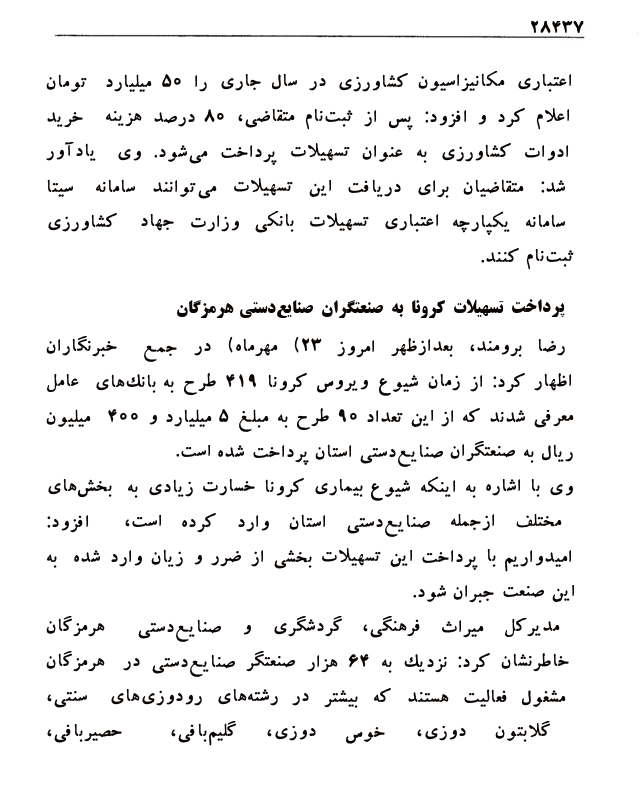 ۲۸۴۳۷
اعتباری مکانیزاسیون کشاورزی در سال جاری را ۵۰ میلیارد تومان
اعلام کرد و افزود: پس از ثبت‌نام متقاضی، ۸۰ درصد هزینه خرید
ادوات کشاورزی به عنوان تسهیلات پرداخت می‌شود. وی یادآور
شد: متقاضیان برای دریافت این تسهیلات می‌توانند سامانه سیتا
سامانه یکپارچه اعتباری تسهیلات بانکی وزارت جهاد کشاورزی
ثبت‌نام کنند.
پرداخت تسهیلات کرونا به صنعتگران صنایع‌دستی هرمزگان
رضا برومند، بعدازظهر امروز ۲۳) مهرماه) در جمع خبرنگاران
اظهار کرد: از زمان شیوع ویروس کرونا ۴۱۹ طرح به بانك‌های عامل
معرفی شدند که از این تعداد ۹۰ طرح به مبلغ ۵ میلیارد و ۴۰۰ میلیون
ریال به صنعتگران صنایع‌دستی استان پرداخت شده است.
وی با اشاره به اینکه شیوع بیماری کرونا خسارت زیادی به بخش‌های
مختلف ازجمله صنایع‌دستی استان وارد کرده است، افزود:
امیدواریم با پرداخت این تسهیلات بخشی از ضرر و زیان وارد شده به
این صنعت جبران شود.
مدیرکل میراث فرهنگی، گردشگری و صنایع‌دستی هرمزگان
خاطرنشان کرد: نزدیك به ۶۴ هزار صنعتگر صنایع‌دستی در هرمزگان
مشغول فعالیت هستند که بیشتر در رشته‌های رودوزی‌های سنتی،
گلابتون دوزی، خوس دوزی، گلیم‌بافی، حصیربافی،